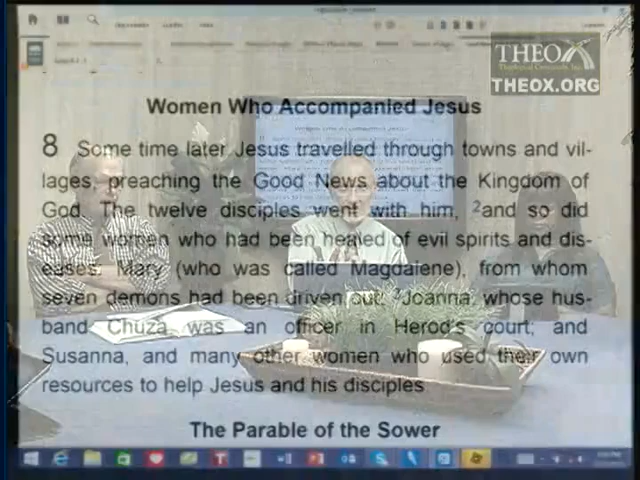 THEOX
THEOX.ORG
Women Who Accompanied Jesus
8 Some time later Jesus travelled through towns and vil-
lages, preaching the Good News about the Kingdom of
God. The twelve disciples went with him, 2and so did
some women who had been healed of evil spirits and dis-
eases: Mary (who was called Magdalene), from whom
seven demons had been driven out; Joanna, whose hus-
band Chuza was an officer in Herod's court; and
Susanna, and many other women who used their own
resources to help Jesus and his disciples
The Parable of the Sower